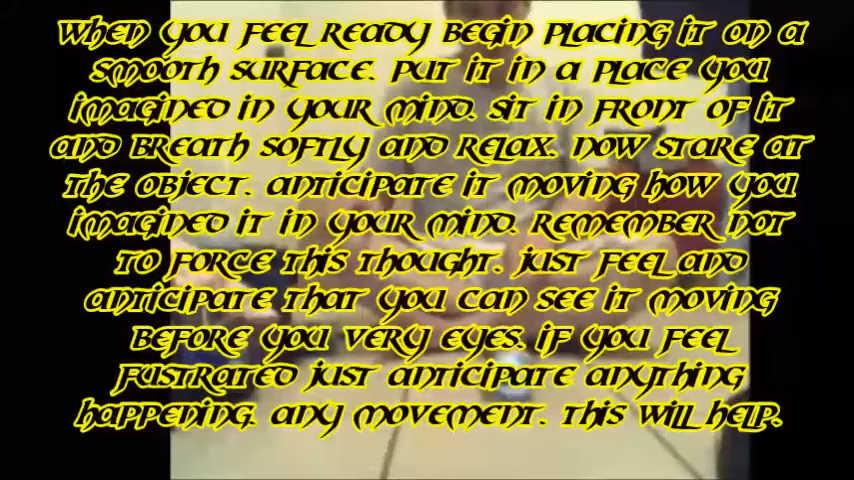 When you feel ready begin placing it on a
smooth surface. Put it in a place you
imagined in your mind. Sit in front of it
and breath softly and relax. Now stare at
the object. Anticipate it moving how you
imagined it in your mind. Remember not
to force this thought. Just feel and
anticipate that you can see it moving
before you very eyes. If you feel
fustrated just anticipate anything
happening. Any movement. This will help.